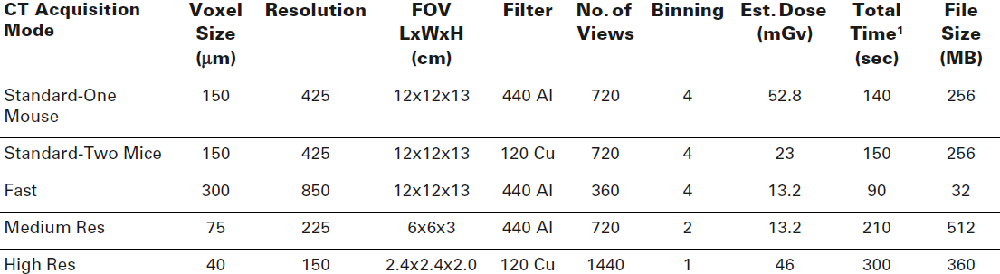 CT Acquisition Mode Voxel Size (μm) Resolution FOV LxWxH (cm) Filter No. of Views Binning Est. Dose (mGv) Total Time¹ (sec) File Size (MB)
Standard-One Mouse 150 425 12x12x13 440 Al 720 4 52.8 140 256
Standard-Two Mice 150 425 12x12x13 120 Cu 720 4 23 150 256
Fast 300 850 12x12x13 440 Al 360 4 13.2 90 32
Medium Res 75 225 6x6x3 440 Al 720 2 13.2 210 512
High Res 40 150 2.4x2.4x2.0 120 Cu 1440 1 46 300 360